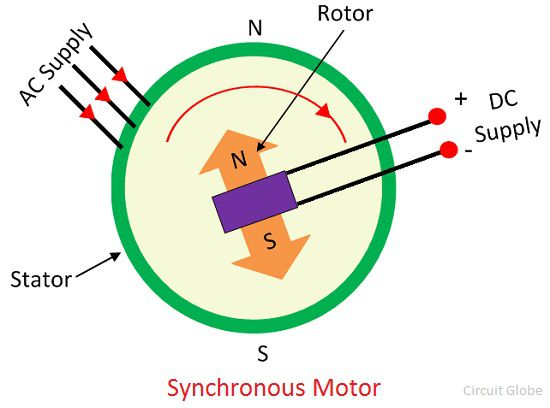 N
Rotor
AC Supply
+
DC
Supply
-
N
S
Stator
S
Synchronous Motor
Circuit Globe